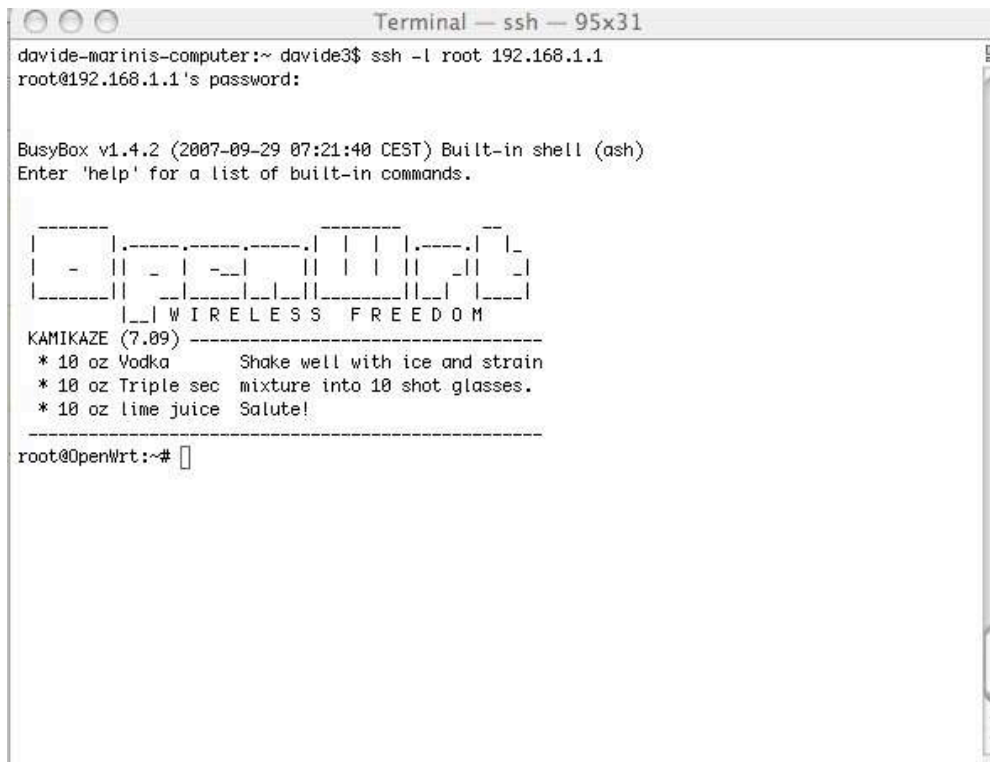 Terminal — ssh — 95x31
davide-marinis-computer:~ davide3$ ssh -l root 192.168.1.1
root@192.168.1.1's password:
BusyBox v1.4.2 (2007-09-29 07:21:40 CEST) Built-in shell (ash)
Enter 'help' for a list of built-in commands.
OpenWrt
W I R E L E S S   F R E E D O M
KAMIKAZE (7.09) -----------------------------------
* 10 oz Vodka       Shake well with ice and strain
* 10 oz Triple sec  mixture into 10 shot glasses.
* 10 oz lime juice  Salute!
---------------------------------------------------
root@OpenWrt:~#